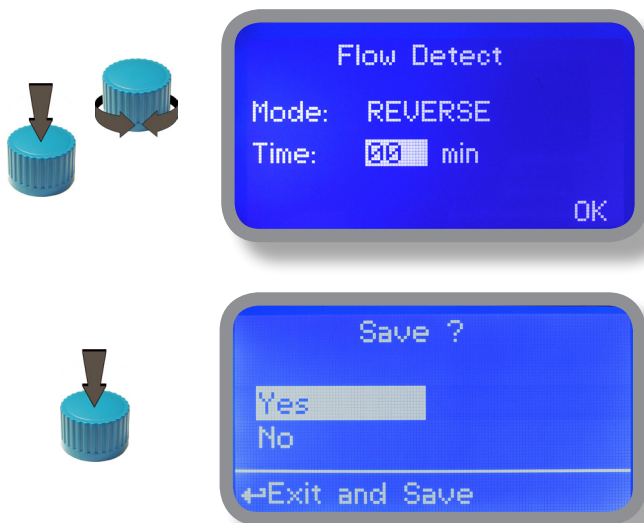 Flow Detect
Mode: REVERSE
Time: 00 min
OK
Save ?
Yes
No
↵Exit and Save